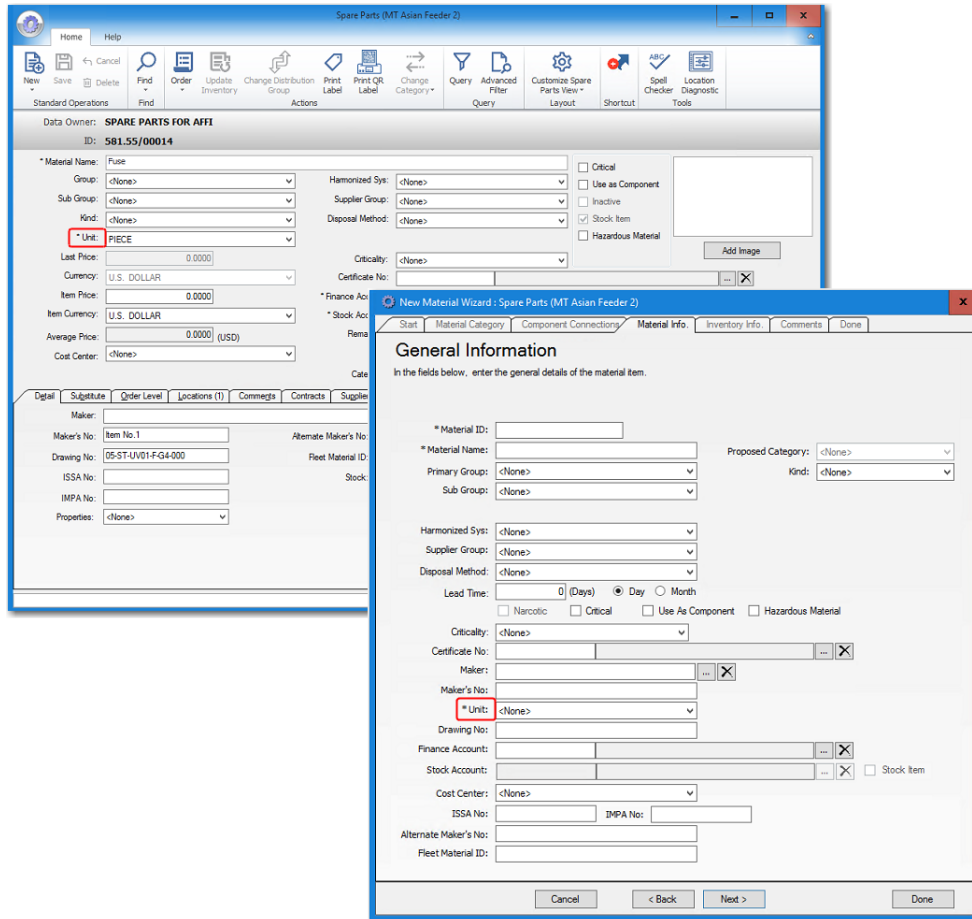 Spare Parts (MT Asian Feeder 2)
Home Help
New Save Cancel Delete Find Order Update Inventory Change Distribution Group Print Label Print QR Label Change Category Query Advanced Filter Customize Spare Parts View ABC Spell Checker Location Diagnostic
Standard Operations Find Actions Query Layout Shortcut Tools
Data Owner: SPARE PARTS FOR AFFI
ID: 581.55/00014
* Material Name: Fuse
Critical
Group: <None> Harmonized Sys: <None>
Use as Component
Sub Group: <None> Supplier Group: <None>
Inactive
Kind: <None> Disposal Method: <None>
Stock Item
* Unit: PIECE
Hazardous Material
Add Image
Last Price: 0.0000 Criticality: <None>
Currency: U.S. DOLLAR Certificate No: ...
Item Price: 0.0000 * Finance Acc
Item Currency: U.S. DOLLAR * Stock Acc
Average Price: 0.0000 (USD) Rema
Cost Center: <None>
Cate
Detail Substitute Order Level Locations (1) Comments Contracts Supplie
Maker:
Maker's No: Item No.1 Alternate Maker's No:
Drawing No: 05-ST-UV01-F-G4-000 Fleet Material ID:
ISSA No: Stock:
IMPA No:
Properties: <None>
New Material Wizard : Spare Parts (MT Asian Feeder 2)
Start Material Category Component Connections Material Info. Inventory Info. Comments Done
General Information
In the fields below, enter the general details of the material item.
* Material ID:
* Material Name: Proposed Category: <None>
Primary Group: <None> Kind: <None>
Sub Group: <None>
Harmonized Sys: <None>
Supplier Group: <None>
Disposal Method: <None>
Lead Time: 0 (Days) Day Month
Narcotic Critical Use As Component Hazardous Material
Criticality: <None>
Certificate No: ...
Maker: ...
Maker's No:
* Unit: <None>
Drawing No:
Finance Account: ...
Stock Account: ... Stock Item
Cost Center: <None>
ISSA No: IMPA No:
Alternate Maker's No:
Fleet Material ID:
Cancel < Back Next > Done